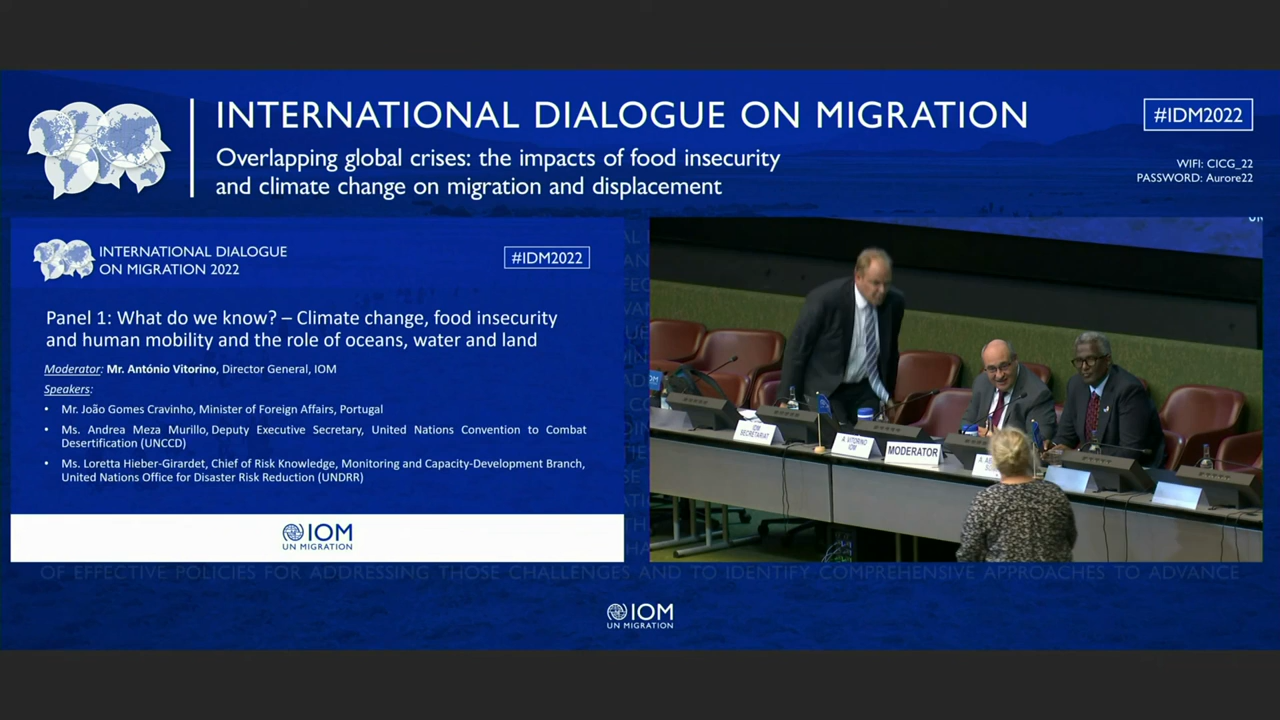 INTERNATIONAL DIALOGUE ON MIGRATION
Overlapping global crises: the impacts of food insecurity
and climate change on migration and displacement
#IDM2022
WIFI: CICG_22
PASSWORD: Aurore22
INTERNATIONAL DIALOGUE
ON MIGRATION 2022
#IDM2022
Panel 1: What do we know? – Climate change, food insecurity
and human mobility and the role of oceans, water and land
Moderator: Mr. António Vitorino, Director General, IOM
Speakers:
• Mr. João Gomes Cravinho, Minister of Foreign Affairs, Portugal
• Ms. Andrea Meza Murillo, Deputy Executive Secretary, United Nations Convention to Combat
Desertification (UNCCD)
• Ms. Loretta Hieber-Girardet, Chief of Risk Knowledge, Monitoring and Capacity-Development Branch,
United Nations Office for Disaster Risk Reduction (UNDRR)
IOM
UN MIGRATION
IOM
SECRETARIAT
A. VITORINO
IOM
MODERATOR
OF EFFECTIVE POLICIES FOR ADDRESSING THOSE CHALLENGES AND TO IDENTIFY COMPREHENSIVE APPROACHES TO ADVANCE
IOM
UN MIGRATION